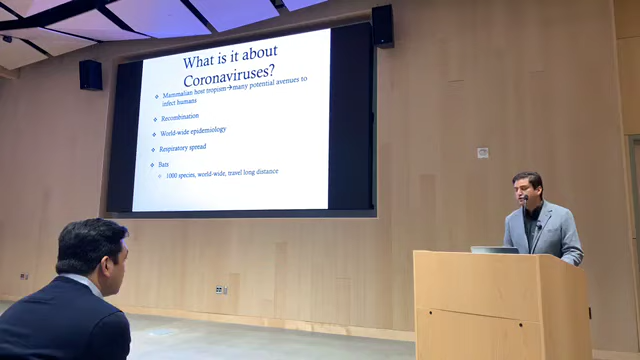 What is it about
Coronaviruses?
❖ Mammalian host tropism→many potential avenues to
infect humans
❖ Recombination
❖ World-wide epidemiology
❖ Respiratory spread
❖ Bats
1000 species, world-wide, travel long distance